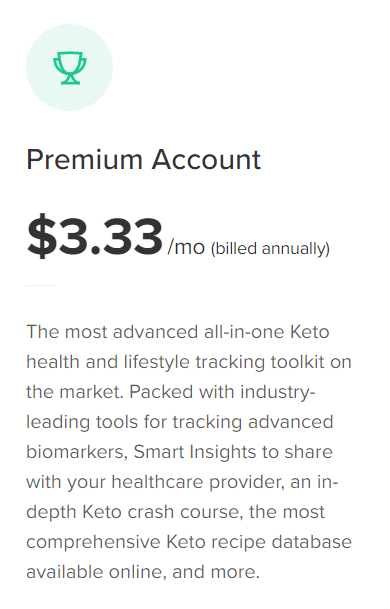 Premium Account
$3.33/mo (billed annually)
The most advanced all-in-one Keto
health and lifestyle tracking toolkit on
the market. Packed with industry-
leading tools for tracking advanced
biomarkers, Smart Insights to share
with your healthcare provider, an in-
depth Keto crash course, the most
comprehensive Keto recipe database
available online, and more.